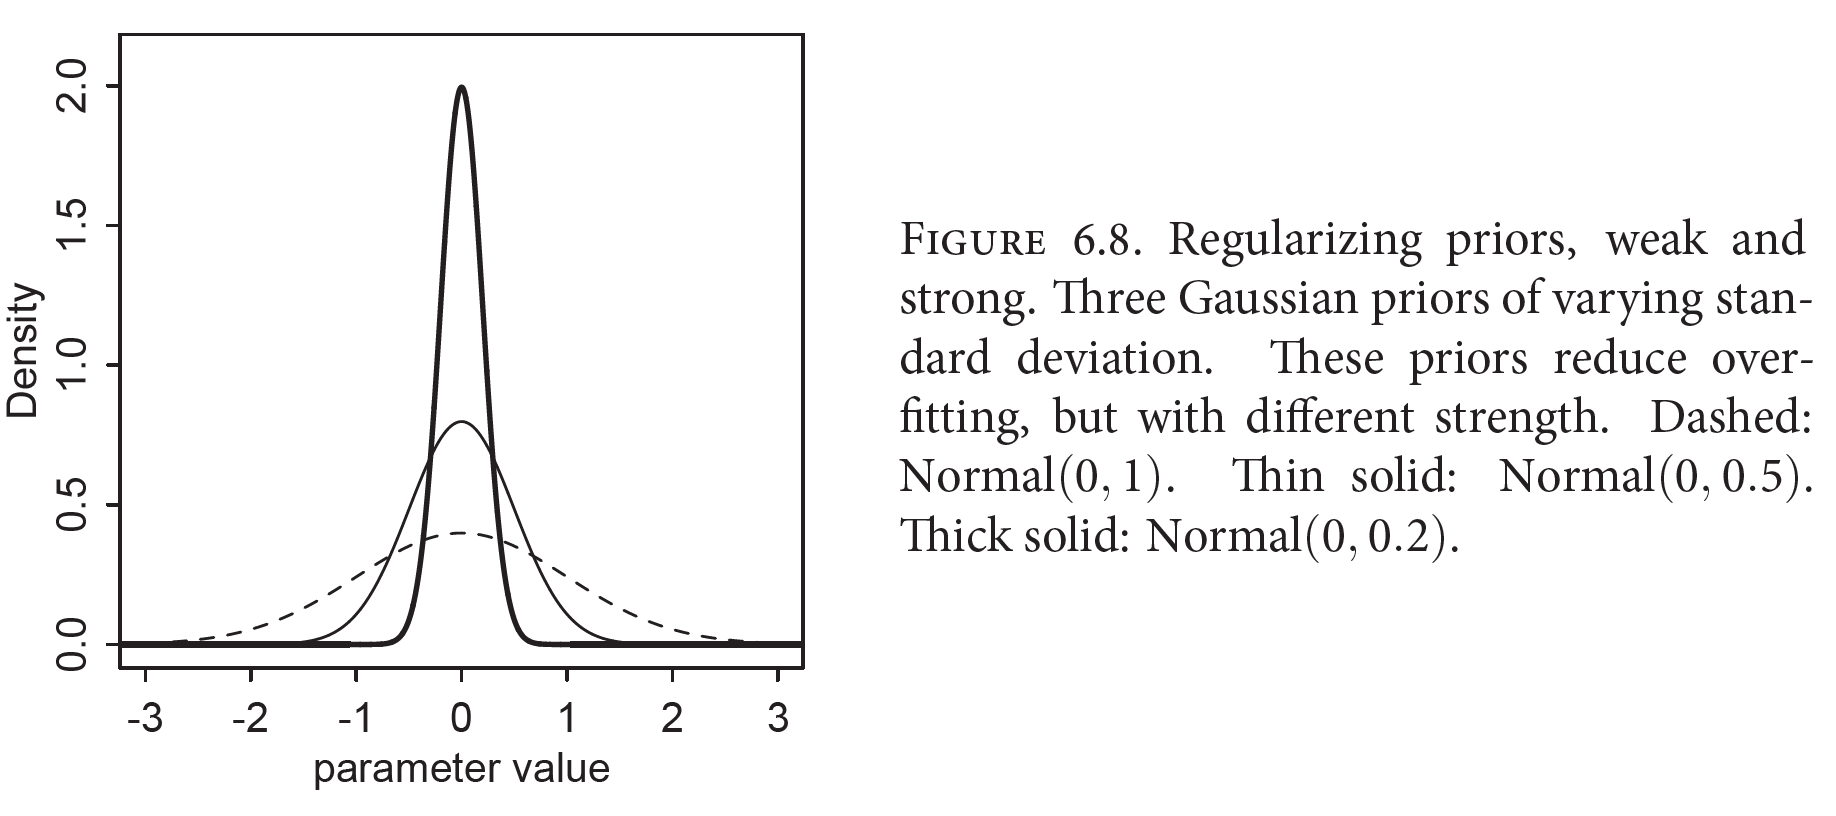 2.0
1.5
1.0
0.5
0.0
Density
-3 -2 -1 0 1 2 3
parameter value
FIGURE 6.8. Regularizing priors, weak and
strong. Three Gaussian priors of varying stan-
dard deviation. These priors reduce over-
fitting, but with different strength. Dashed:
Normal(0, 1). Thin solid: Normal(0, 0.5).
Thick solid: Normal(0, 0.2).